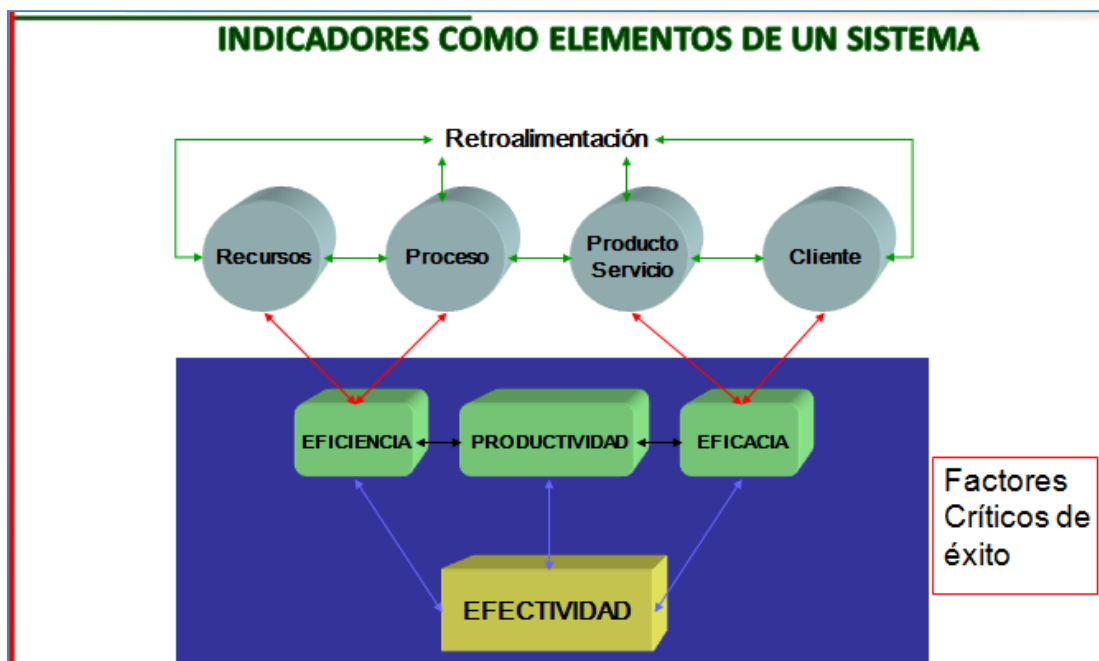 INDICADORES COMO ELEMENTOS DE UN SISTEMA
Retroalimentación
Recursos
Proceso
Producto
Servicio
Cliente
EFICIENCIA
PRODUCTIVIDAD
EFICACIA
Factores
Críticos de
éxito
EFECTIVIDAD